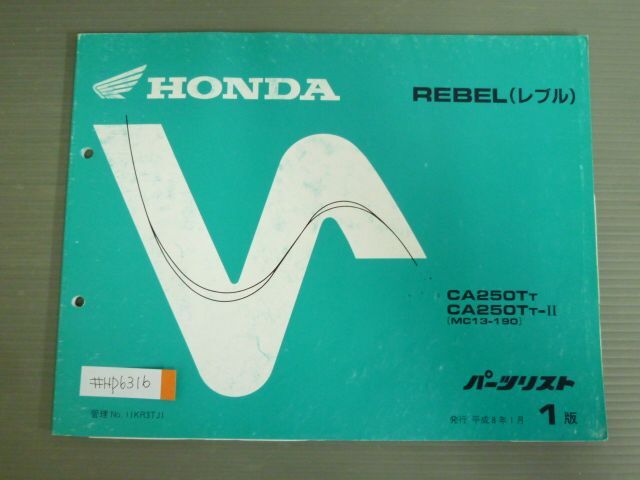 HONDA
REBEL(レブル)
CA250TT
CA250TT-II
[MC13-190]
パーツリスト
#HD6316
管理 No. 11KR3TJ1
発行 平成8年1月 1版